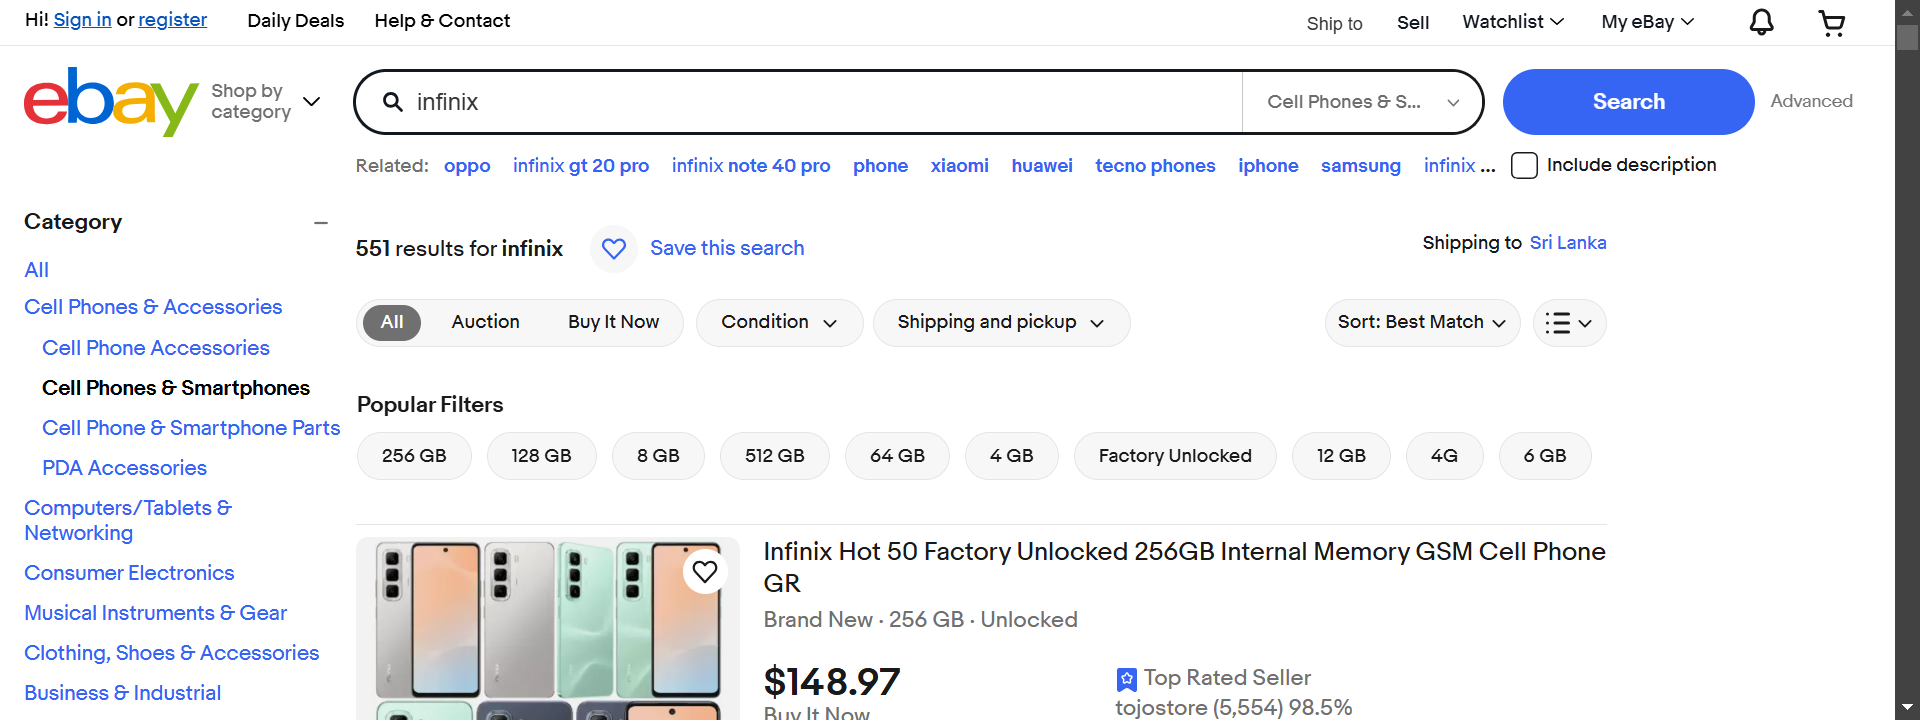 Hi! Sign in or register
Daily Deals
Help & Contact
Ship to
Sell
Watchlist
My eBay
ebay
Shop by
category
infinix
Cell Phones & S...
Search
Advanced
Related: oppo infinix gt 20 pro infinix note 40 pro phone xiaomi huawei tecno phones iphone samsung infinix ...
Include description
Category
All
Cell Phones & Accessories
Cell Phone Accessories
Cell Phones & Smartphones
Cell Phone & Smartphone Parts
PDA Accessories
Computers/Tablets &
Networking
Consumer Electronics
Musical Instruments & Gear
Clothing, Shoes & Accessories
Business & Industrial
551 results for infinix
Save this search
Shipping to Sri Lanka
All
Auction
Buy It Now
Condition
Shipping and pickup
Sort: Best Match
Popular Filters
256 GB
128 GB
8 GB
512 GB
64 GB
4 GB
Factory Unlocked
12 GB
4G
6 GB
Infinix Hot 50 Factory Unlocked 256GB Internal Memory GSM Cell Phone
GR
Brand New · 256 GB · Unlocked
$148.97
Buy It Now
Top Rated Seller
tojostore (5,554) 98.5%